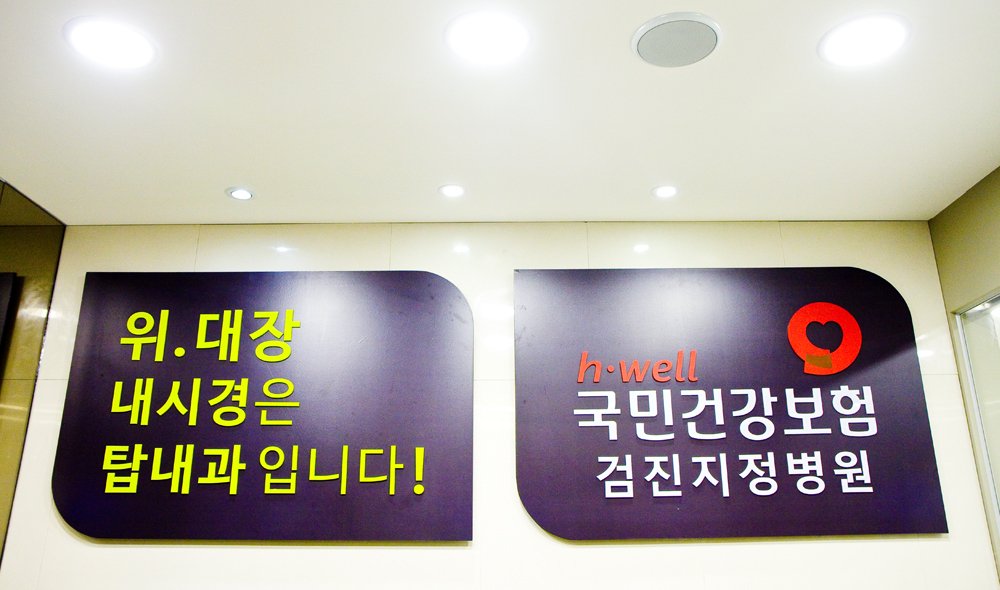 위.대장
내시경은
탑내과 입니다!
h·well
국민건강보험
검진지정병원